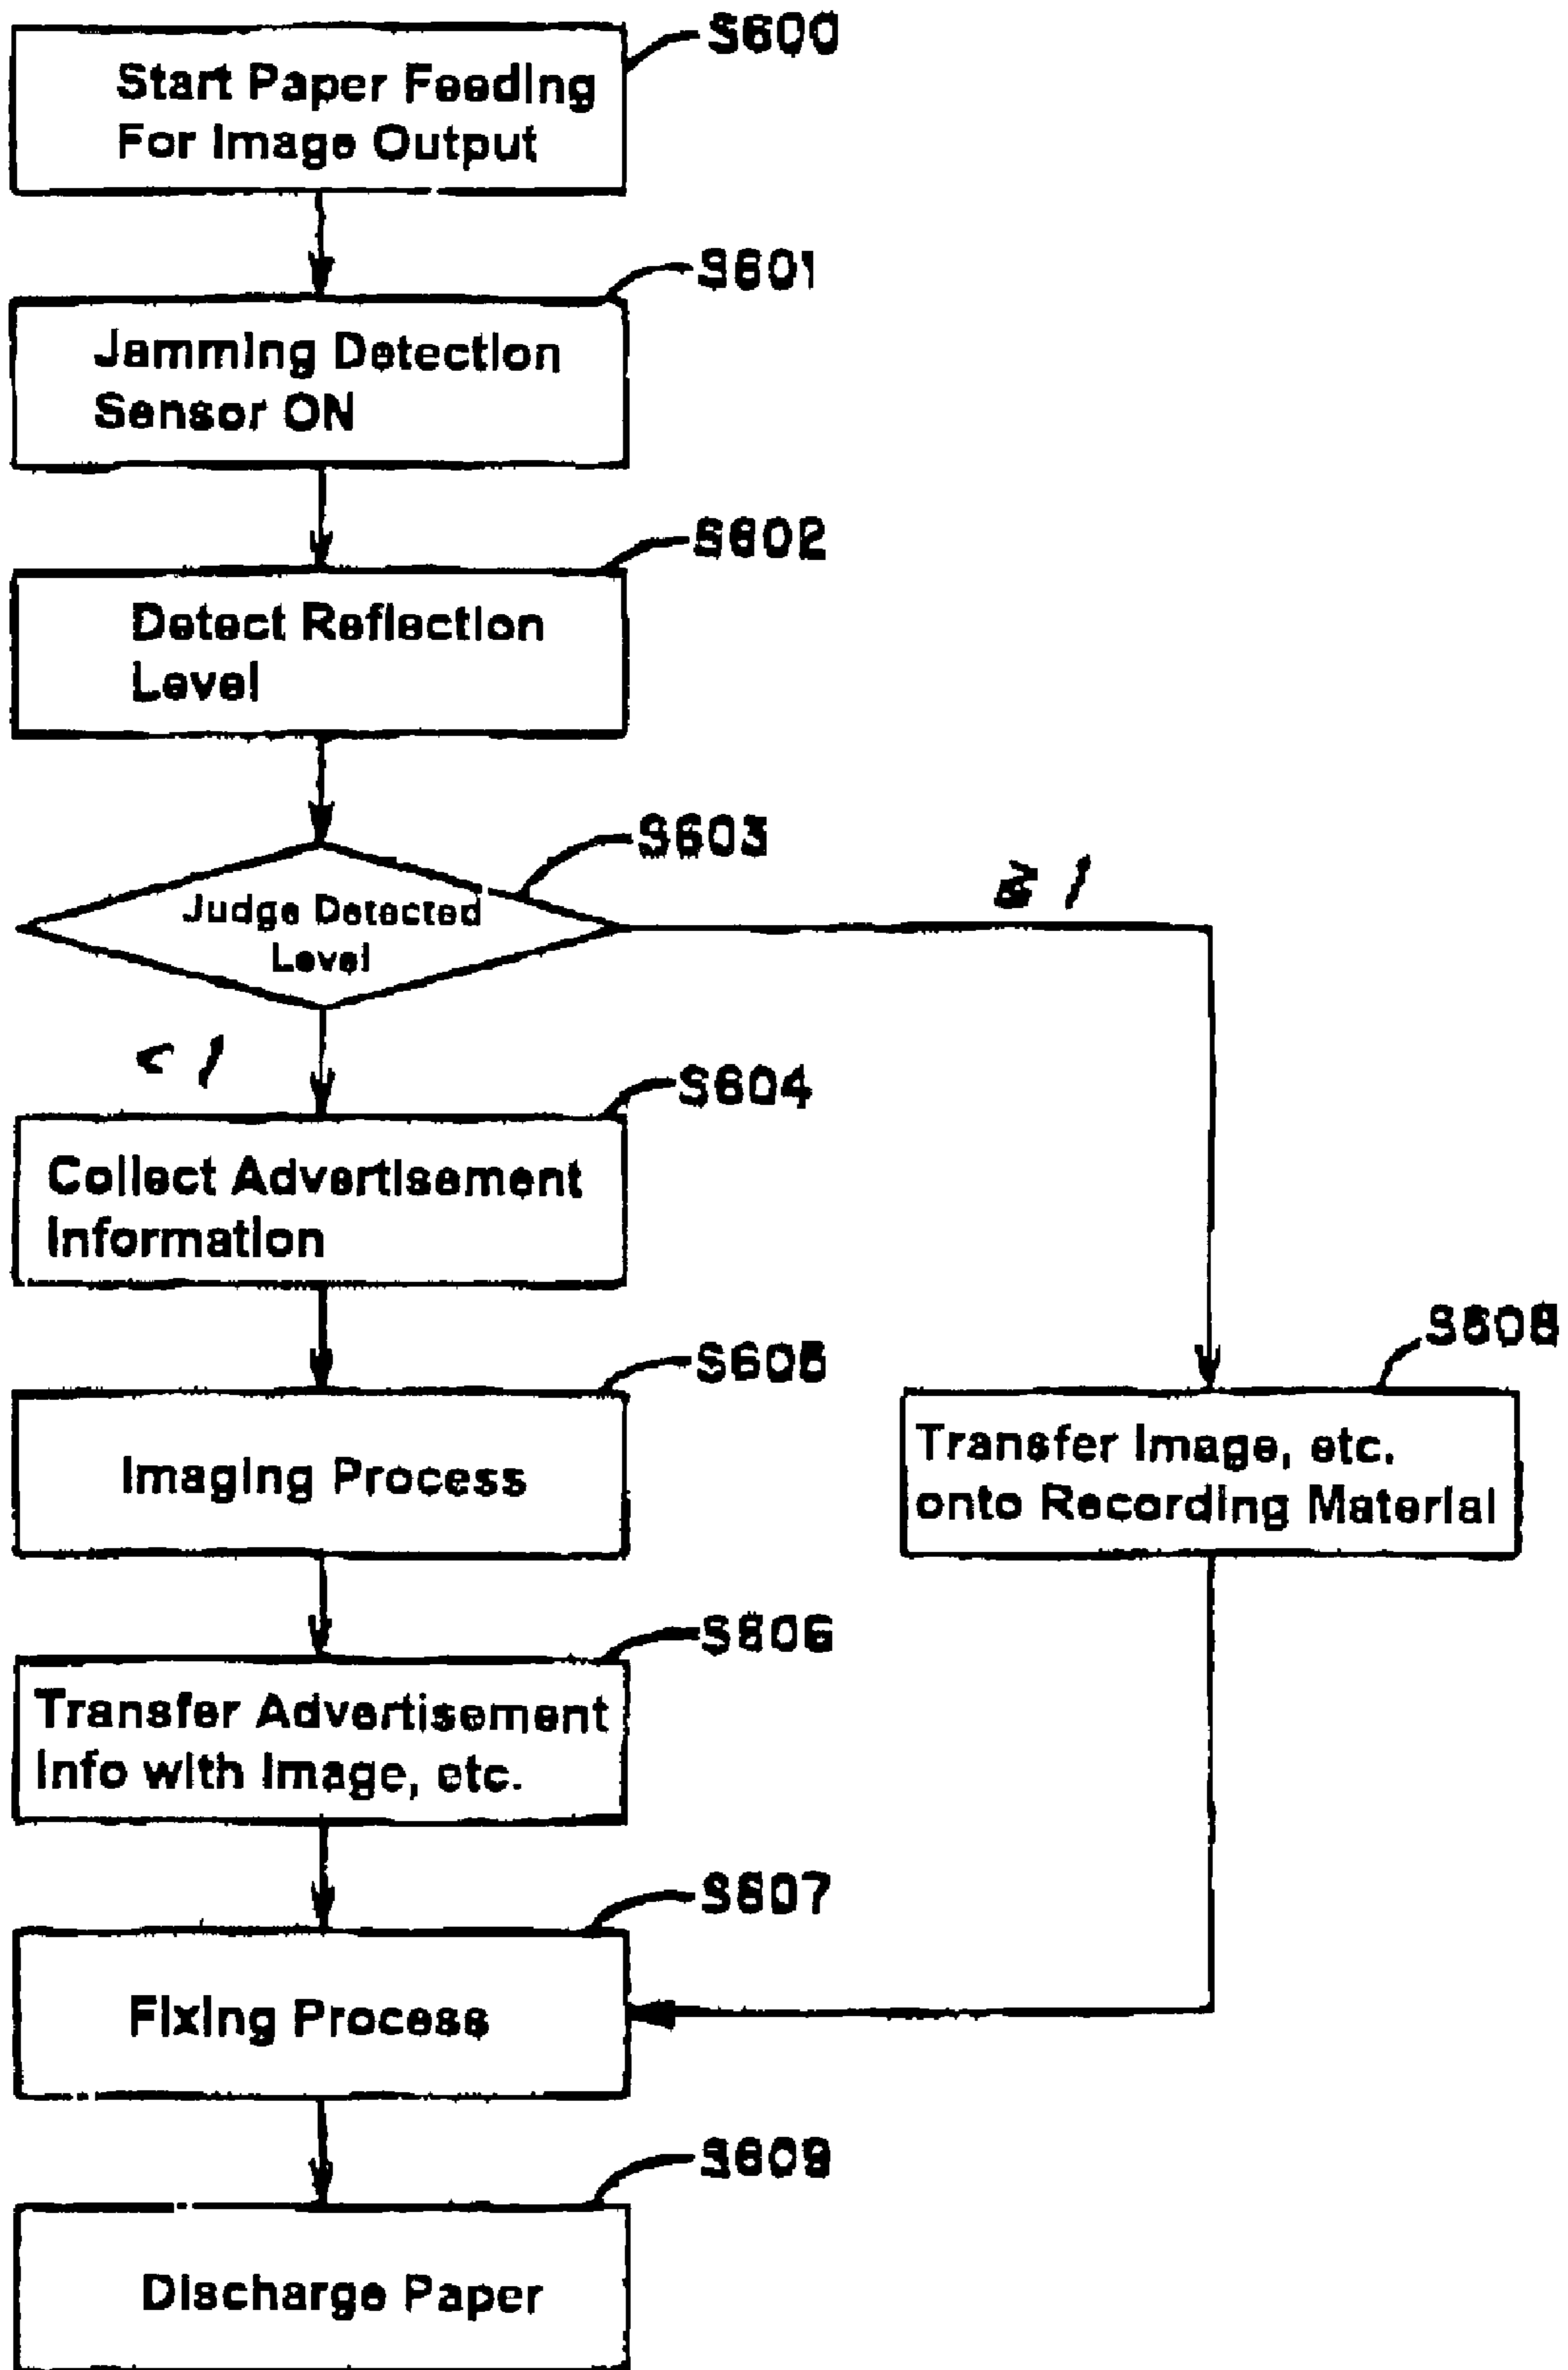 S600
Start Paper Feeding
For Image Output
S601
Jamming Detection
Sensor ON
S602
Detect Reflection
Level
S603
Judge Detected
Level
≥ 1
< 1
S604
Collect Advertisement
Information
S605
Imaging Process
S608
Transfer Image, etc.
onto Recording Material
S606
Transfer Advertisement
Info with Image, etc.
S607
Fixing Process
S609
Discharge Paper